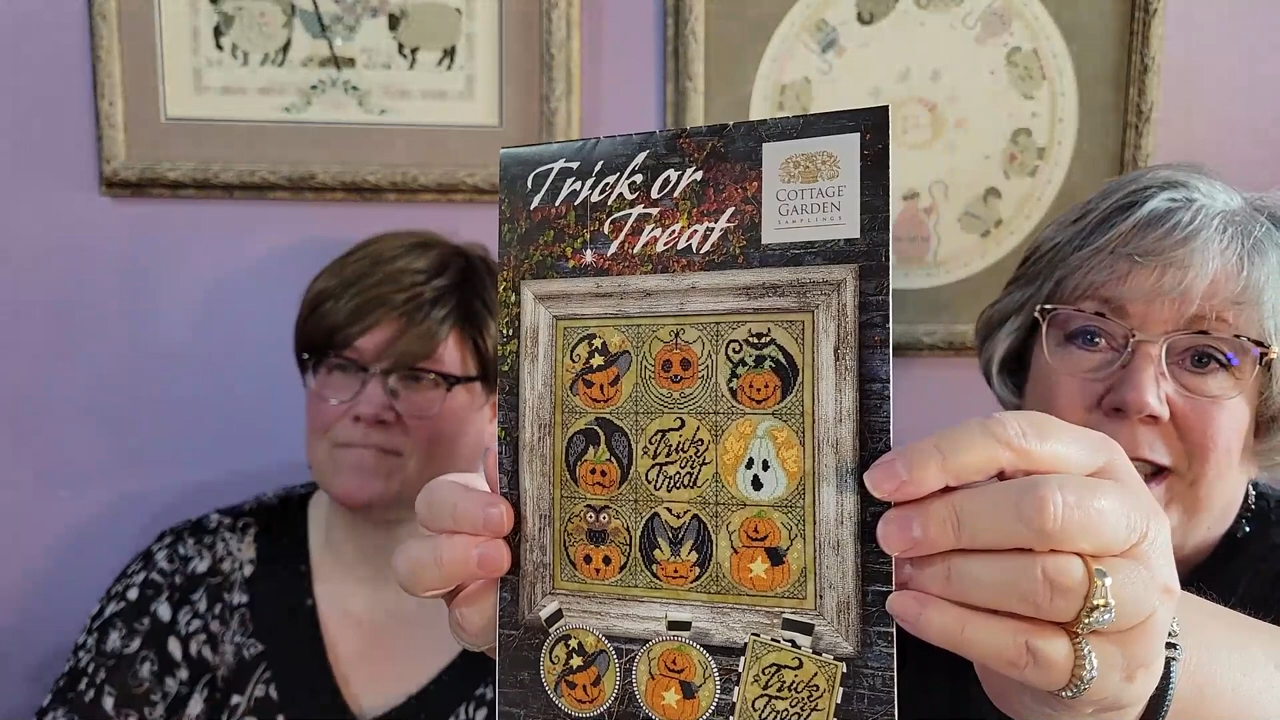 Trick or
Treat
COTTAGE®
GARDEN
SAMPLINGS
Trick
or
Treat
Trick
or
Treat